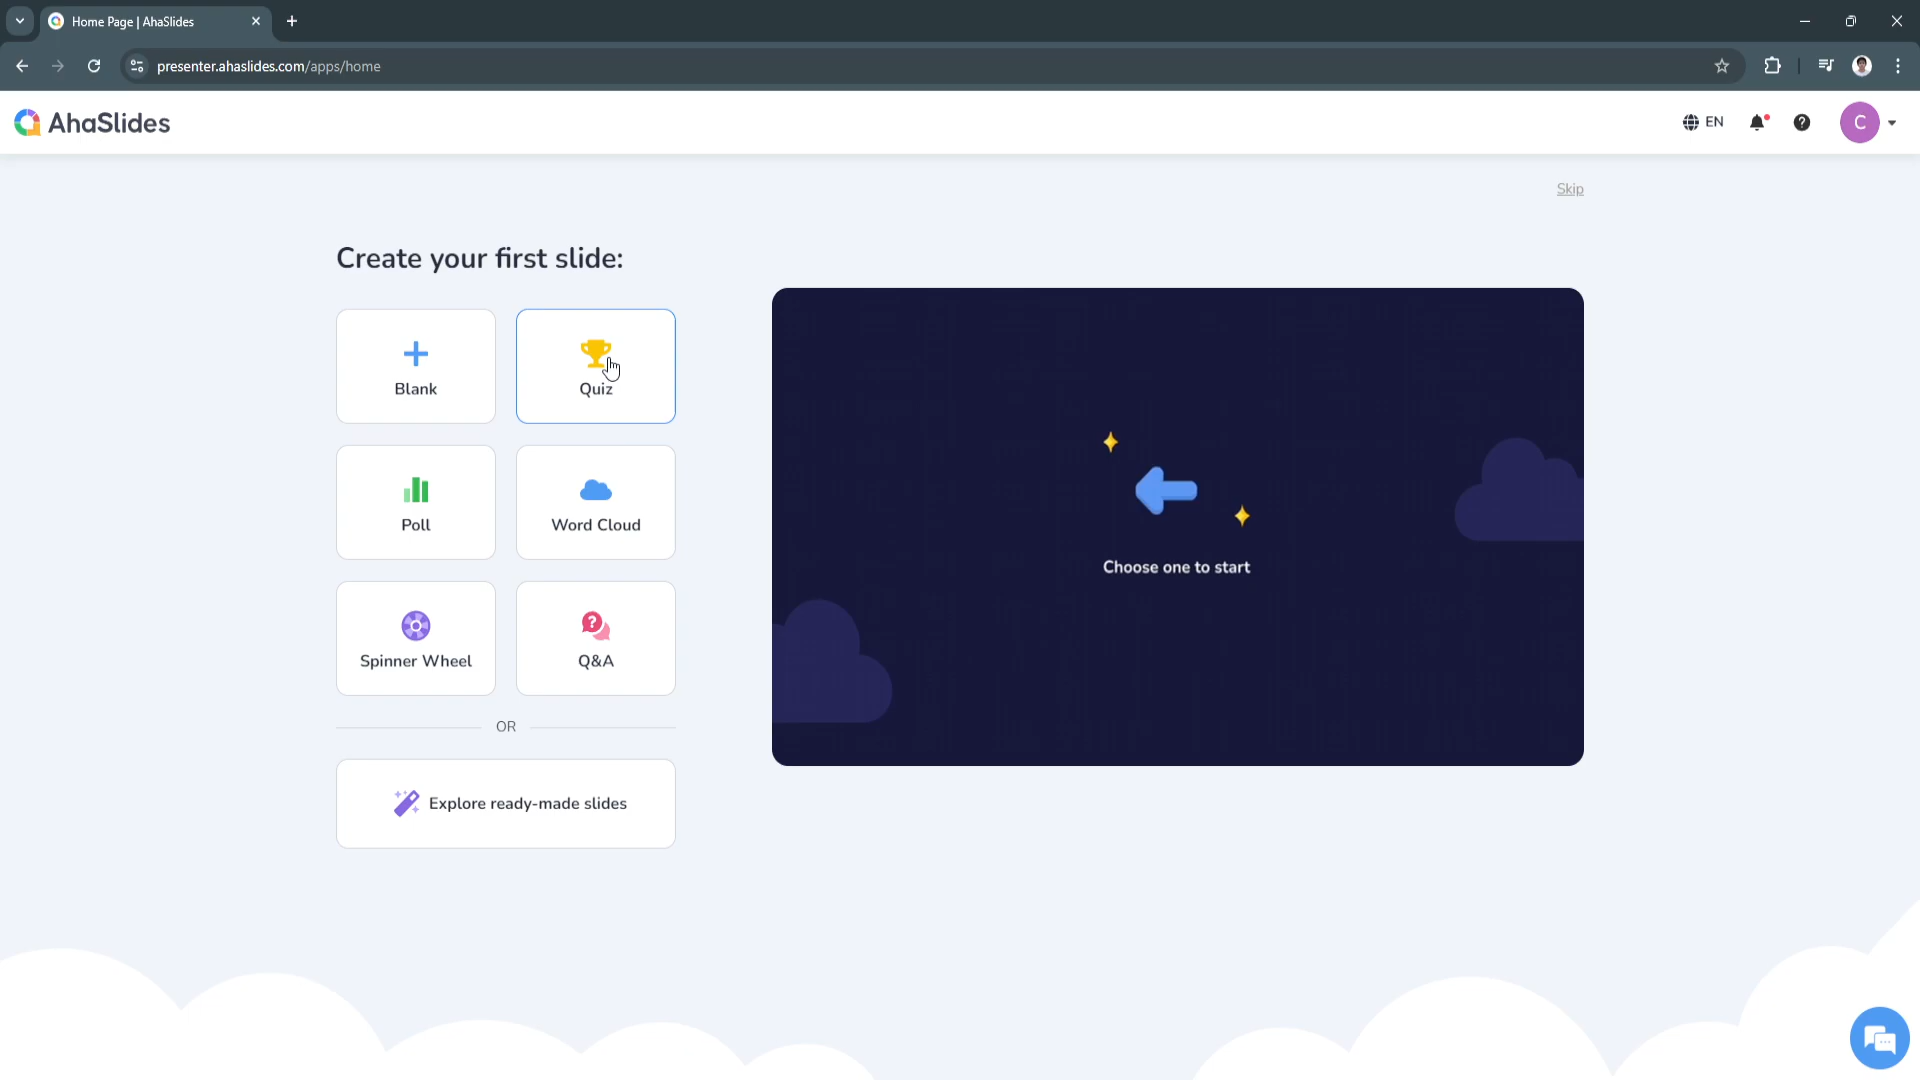 Home Page | AhaSlides
presenter.ahaslides.com/apps/home
AhaSlides
EN
C
Skip
Create your first slide:
Blank
Quiz
Poll
Word Cloud
Spinner Wheel
Q&A
OR
Explore ready-made slides
Choose one to start